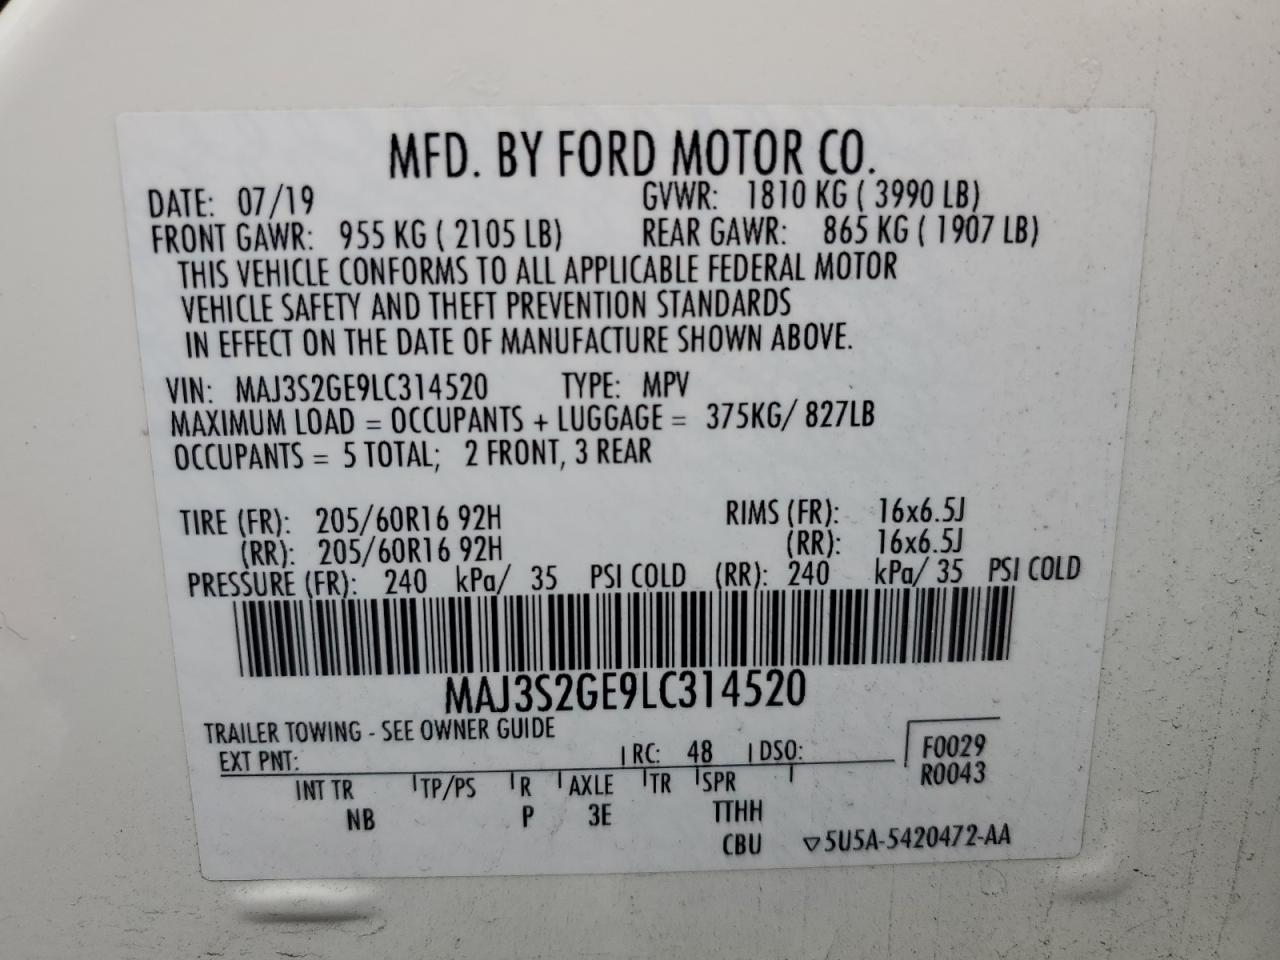 MFD. BY FORD MOTOR CO.
DATE: 07/19 GVWR: 1810 KG ( 3990 LB)
FRONT GAWR: 955 KG ( 2105 LB) REAR GAWR: 865 KG ( 1907 LB)
THIS VEHICLE CONFORMS TO ALL APPLICABLE FEDERAL MOTOR
VEHICLE SAFETY AND THEFT PREVENTION STANDARDS
IN EFFECT ON THE DATE OF MANUFACTURE SHOWN ABOVE.
VIN: MAJ3S2GE9LC314520 TYPE: MPV
MAXIMUM LOAD = OCCUPANTS + LUGGAGE = 375KG/ 827LB
OCCUPANTS = 5 TOTAL; 2 FRONT, 3 REAR
TIRE (FR): 205/60R16 92H RIMS (FR): 16x6.5J
(RR): 205/60R16 92H (RR): 16x6.5J
PRESSURE (FR): 240 kPa/ 35 PSI COLD (RR): 240 kPa/ 35 PSI COLD
MAJ3S2GE9LC314520
TRAILER TOWING - SEE OWNER GUIDE
EXT PNT: RC: 48 DSO: F0029
INT TR TP/PS R AXLE TR SPR R0043
NB P 3E TTHH
CBU ▽5U5A-5420472-AA